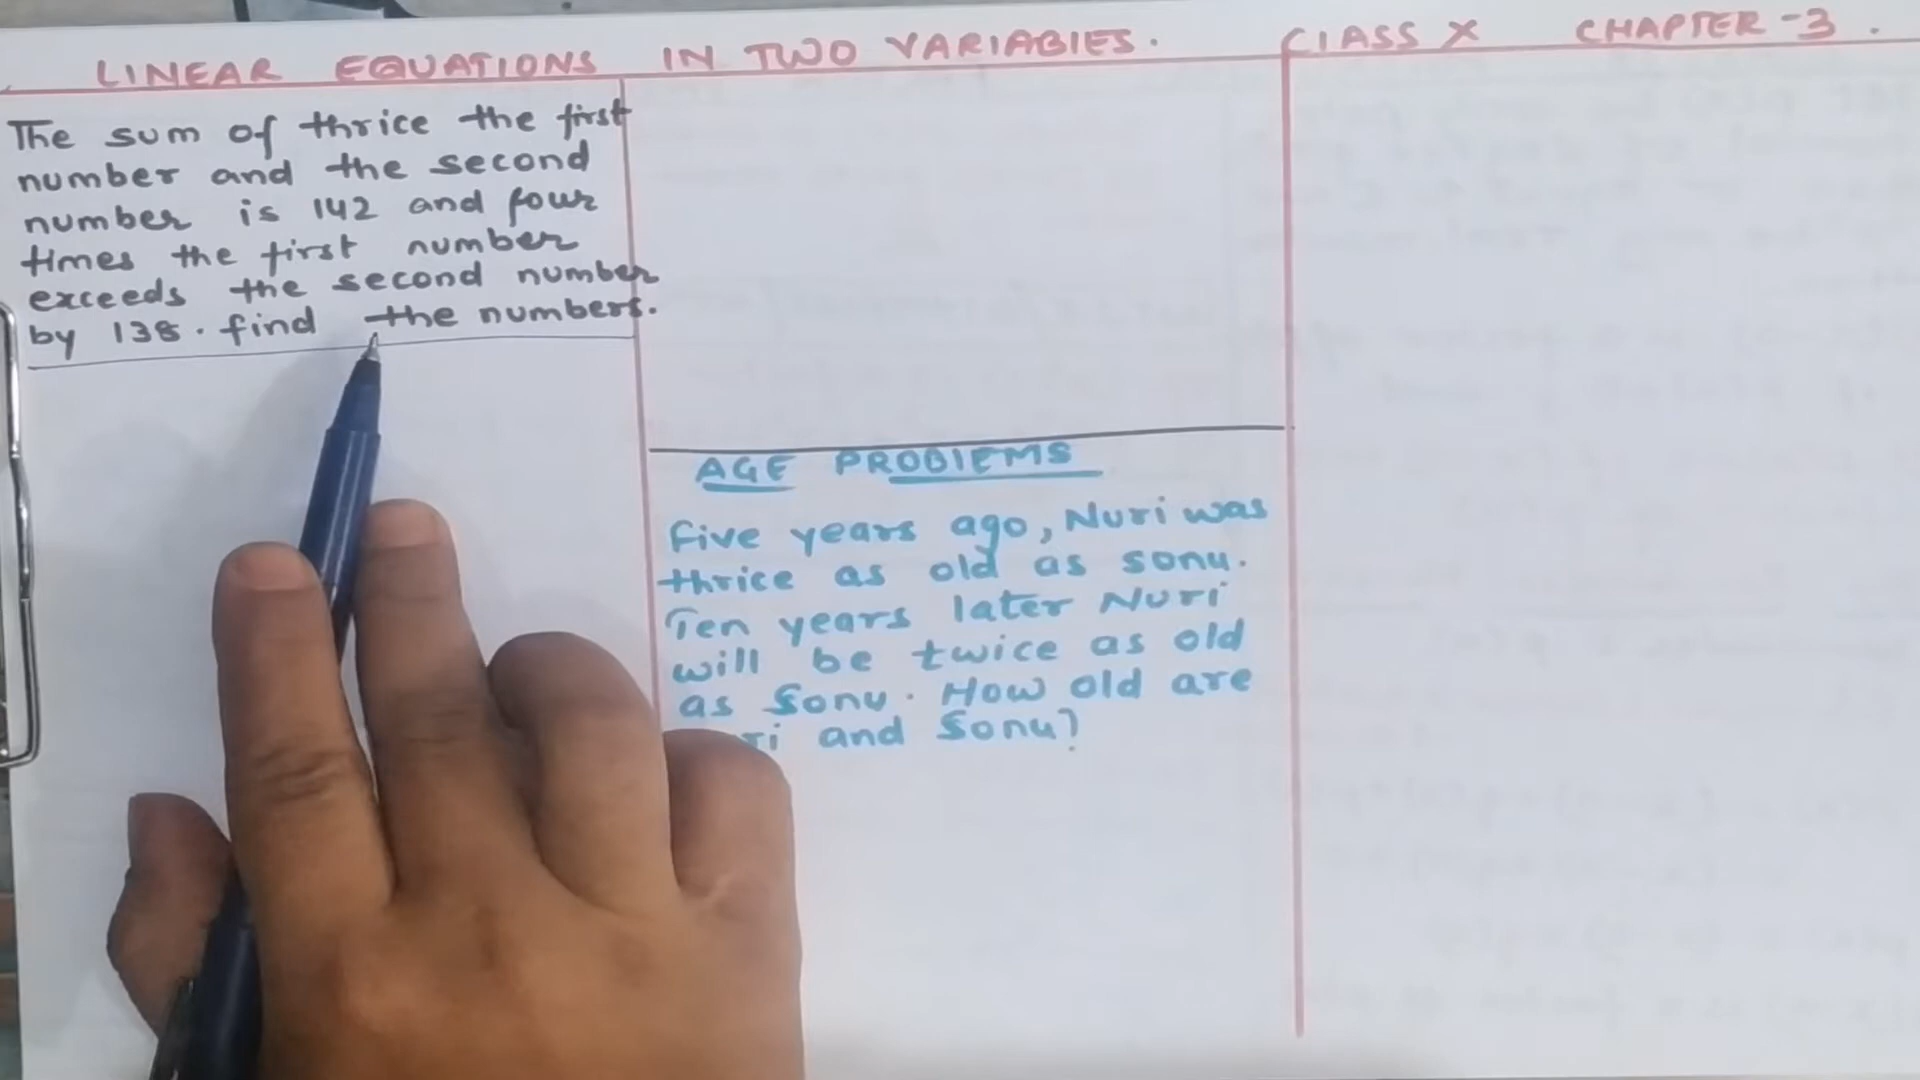 LINEAR EQUATIONS IN TWO VARIABlES. ClASS X CHAPTER-3.
The sum of thrice the first
number and the second
number is 142 and four
times the first number
exceeds the second number
by 138. find the numbers.
AGE PROBlEMS
Five years ago, Nuri was
thrice as old as sonu.
Ten years later Nuri
will be twice as old
as Sonu. How old are
and Sonu?